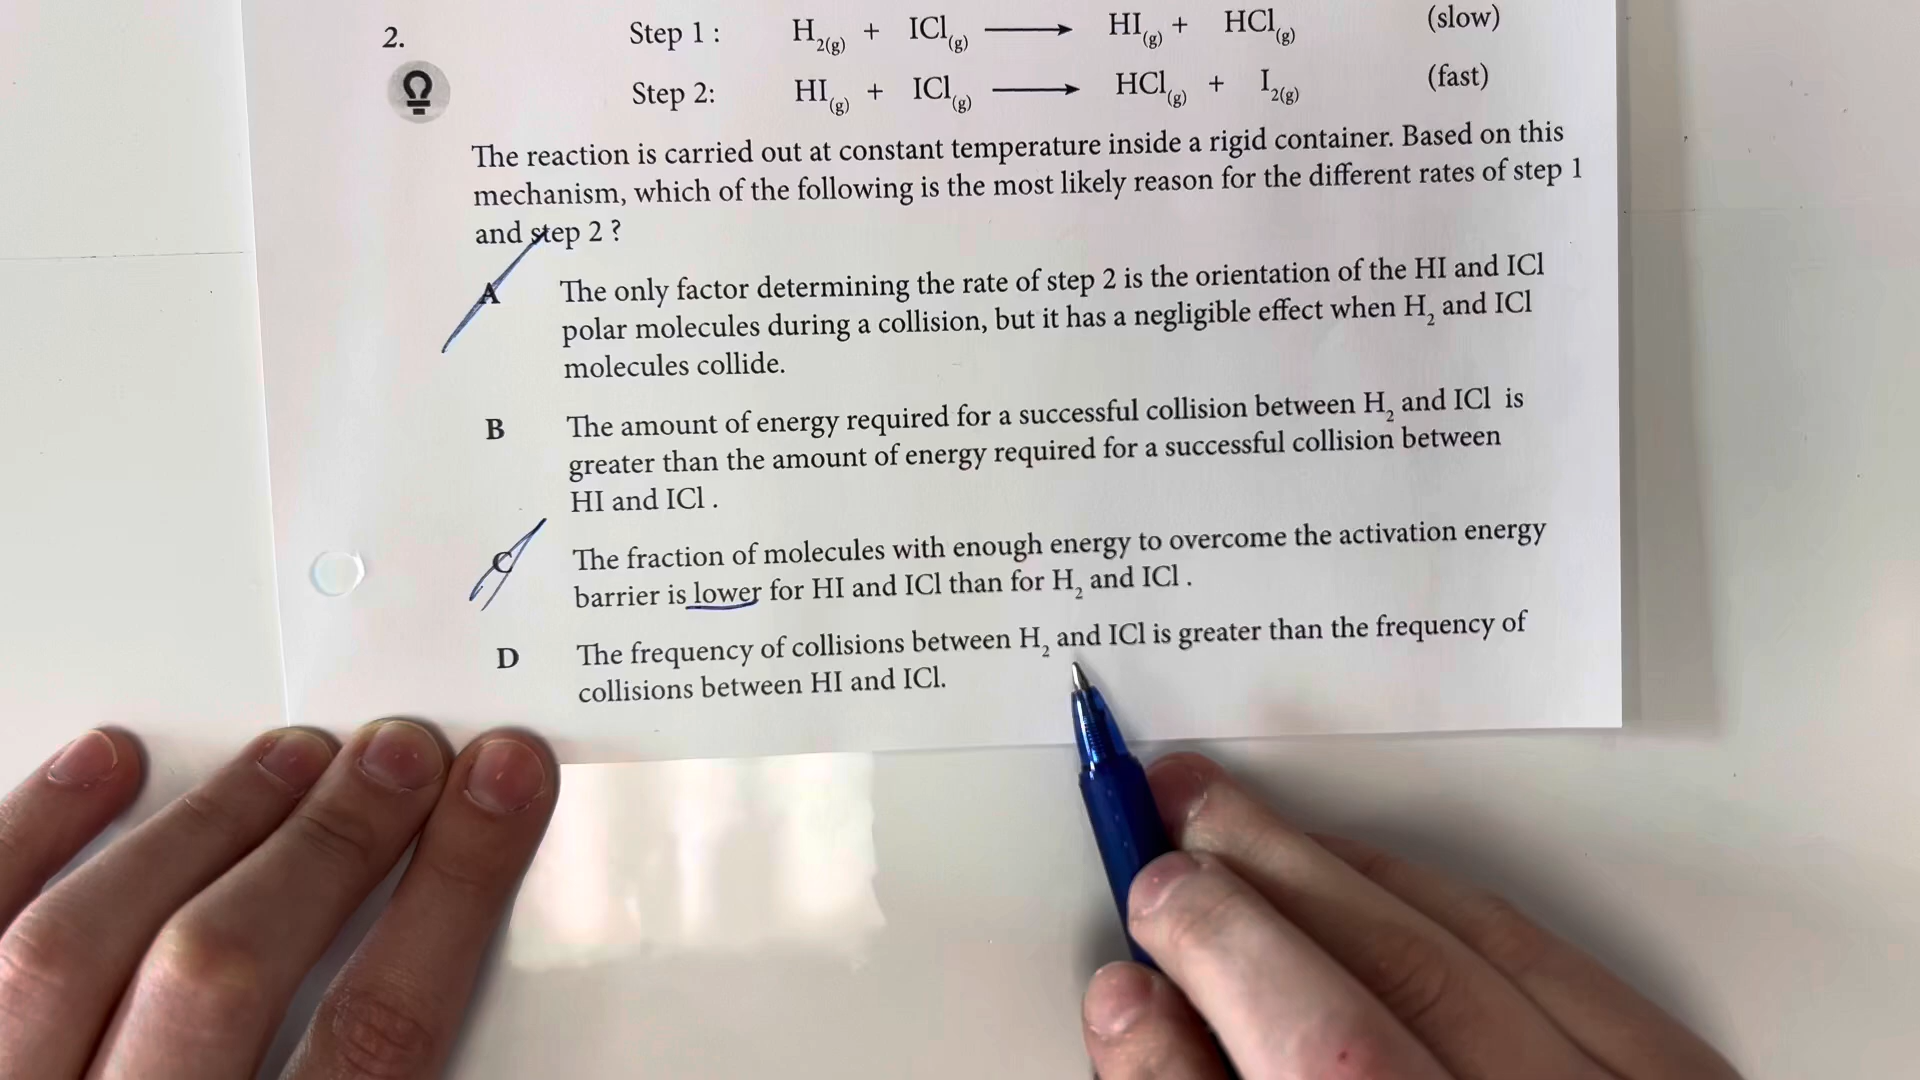 2. Step 1 : H2(g) + ICl(g) ⟶ HI(g) + HCl(g) (slow)
Step 2: HI(g) + ICl(g) ⟶ HCl(g) + I2(g) (fast)
The reaction is carried out at constant temperature inside a rigid container. Based on this
mechanism, which of the following is the most likely reason for the different rates of step 1
and step 2 ?
A The only factor determining the rate of step 2 is the orientation of the HI and ICl
polar molecules during a collision, but it has a negligible effect when H2 and ICl
molecules collide.
B The amount of energy required for a successful collision between H2 and ICl is
greater than the amount of energy required for a successful collision between
HI and ICl .
C The fraction of molecules with enough energy to overcome the activation energy
barrier is lower for HI and ICl than for H2 and ICl .
D The frequency of collisions between H2 and ICl is greater than the frequency of
collisions between HI and ICl.